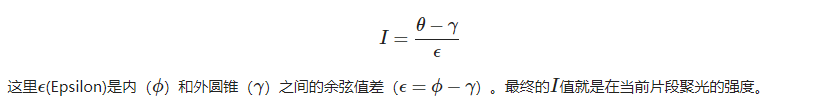 I = \frac{θ − γ}{ϵ}
这里ϵ(Epsilon)是内（ϕ）和外圆锥（γ）之间的余弦值差（ϵ = ϕ − γ）。最终的I值就是在当前片段聚光的强度。